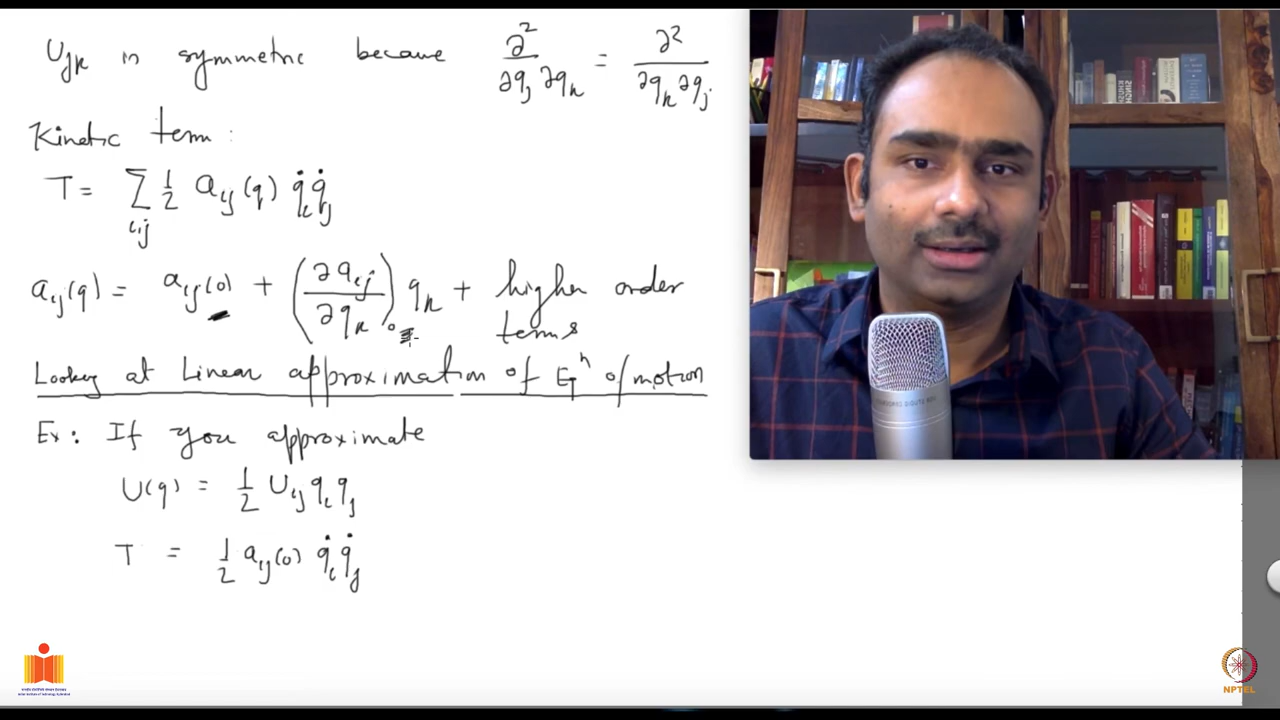 U_jk is symmetric because ∂²/∂q_j ∂q_k = ∂²/∂q_k ∂q_j
Kinetic term :
T = Σ_i,j 1/2 a_ij (q) q̇_i q̇_j
a_ij (q) = a_ij (0) + (∂a_ij/∂q_k)_0 q_k + higher order
terms
Looking at Linear approximation of Eqⁿ of motion
Ex : If you approximate
U(q) = 1/2 U_ij q_i q_j
T = 1/2 a_ij (0) q̇_i q̇_j
NPTEL